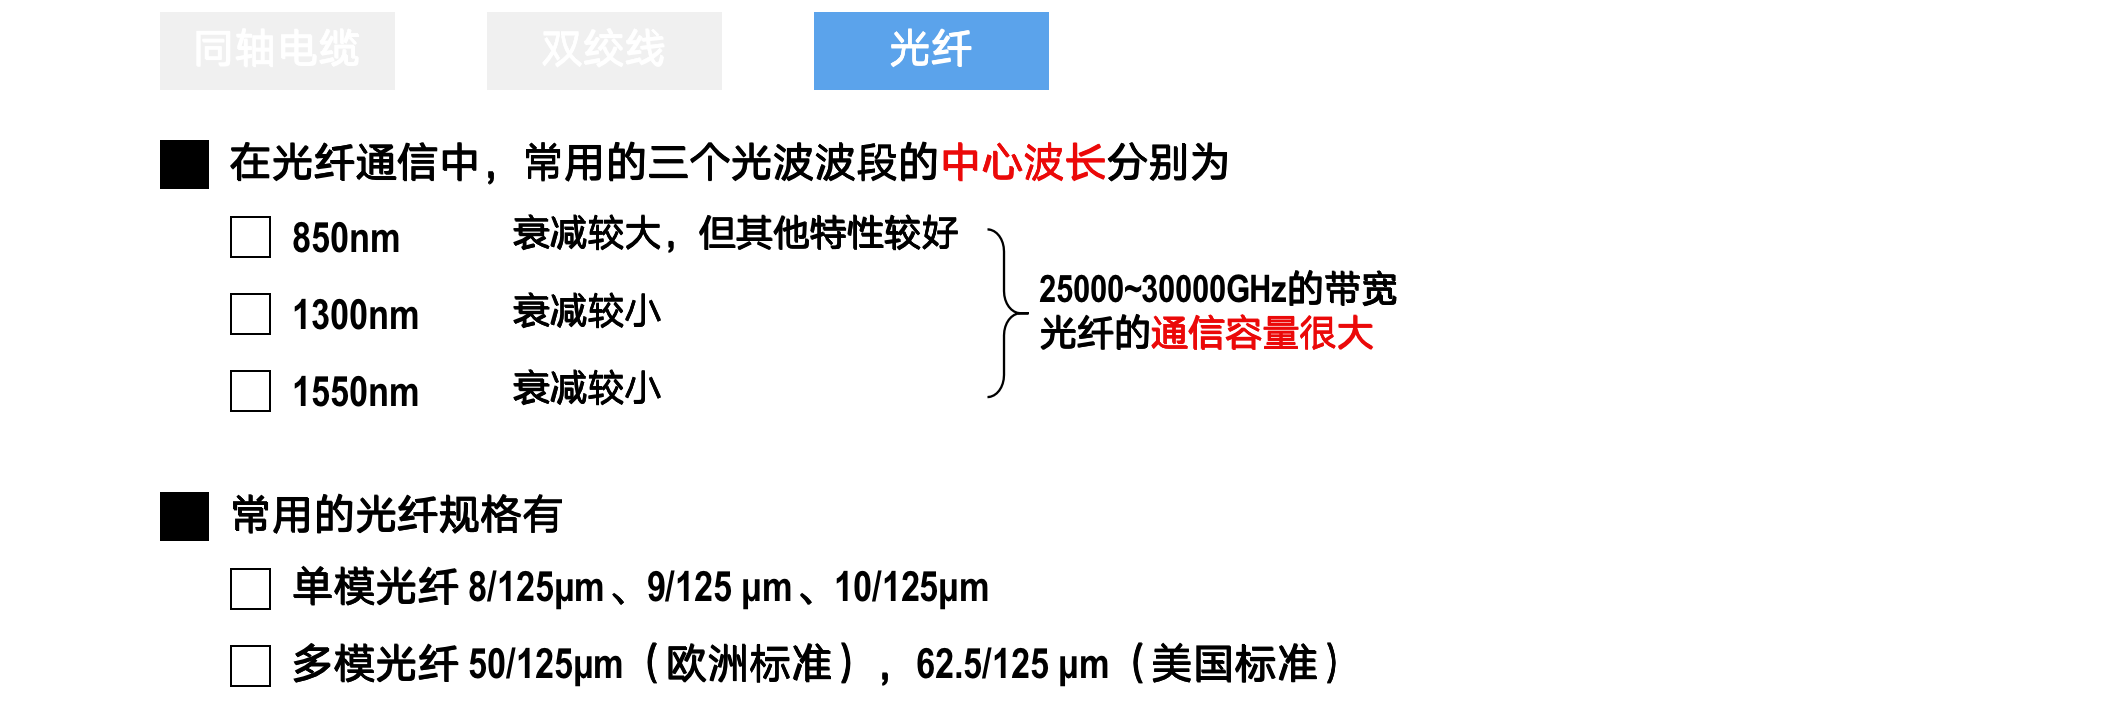 同轴电缆 双绞线 光纤
在光纤通信中，常用的三个光波波段的中心波长分别为
850nm 衰减较大，但其他特性较好
1300nm 衰减较小
1550nm 衰减较小
25000~30000GHz的带宽
光纤的通信容量很大
常用的光纤规格有
单模光纤 8/125µm、9/125 µm、10/125µm
多模光纤 50/125µm（欧洲标准），62.5/125 µm（美国标准）